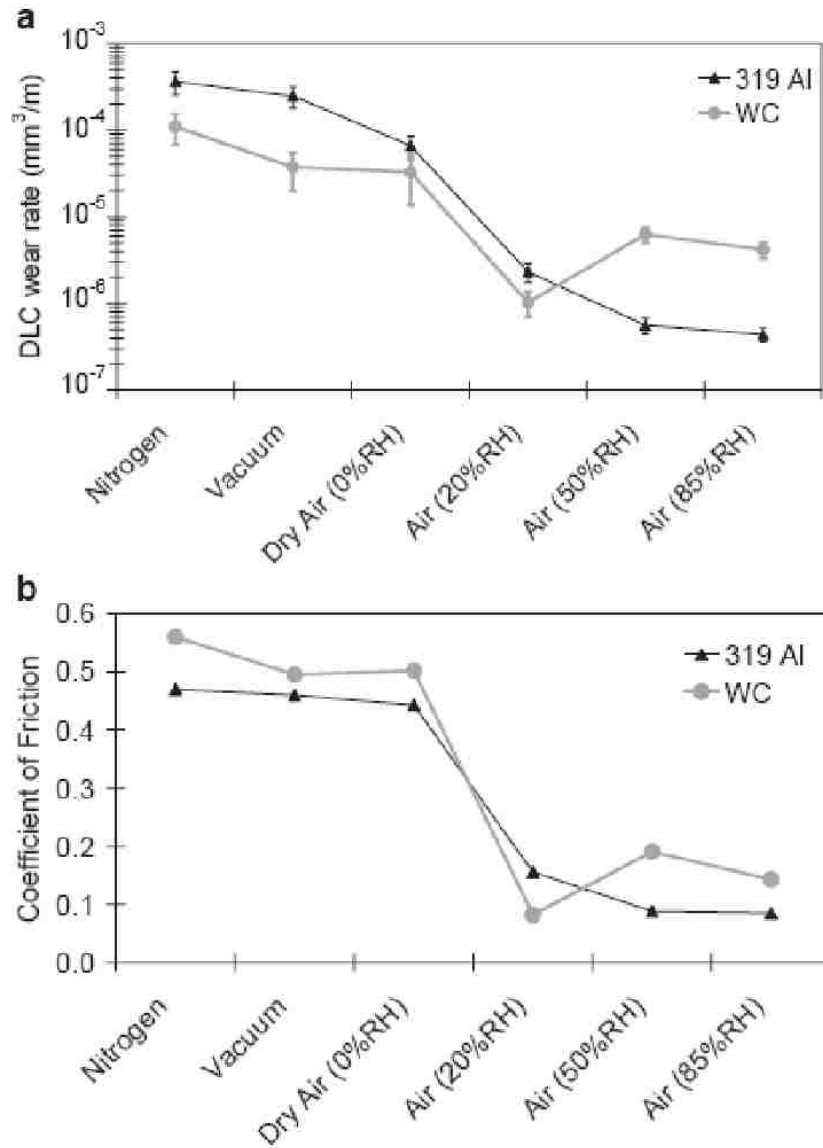 a
10⁻³
10⁻⁴
10⁻⁵
10⁻⁶
10⁻⁷
DLC wear rate (mm³/m)
319 Al
WC
Nitrogen
Vacuum
Dry Air (0%RH)
Air (20%RH)
Air (50%RH)
Air (85%RH)
b
0.6
0.5
0.4
0.3
0.2
0.1
0.0
Coefficient of Friction
319 Al
WC
Nitrogen
Vacuum
Dry Air (0%RH)
Air (20%RH)
Air (50%RH)
Air (85%RH)